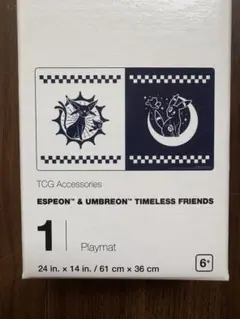 TCG Accessories
ESPEON™ & UMBREON™ TIMELESS FRIENDS
1
Playmat
24 in. × 14 in. / 61 cm × 36 cm
6+